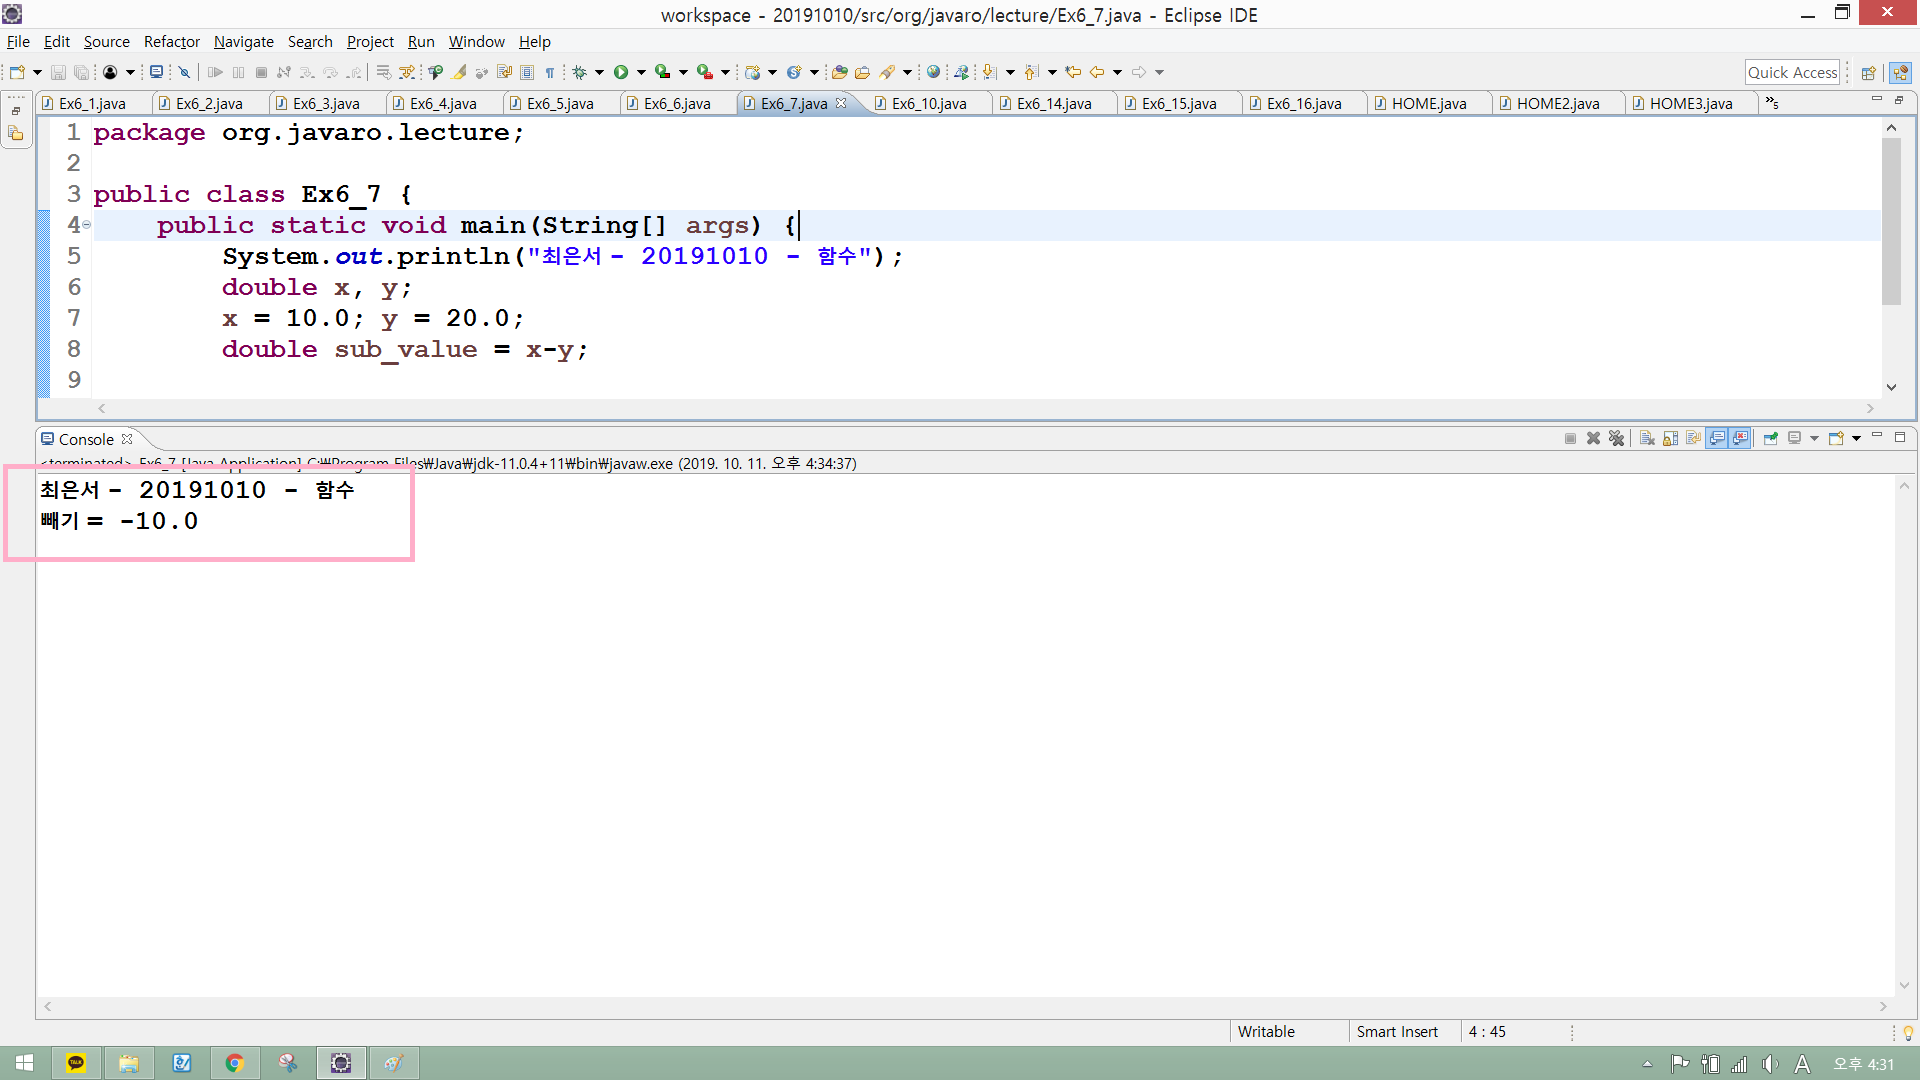 workspace - 20191010/src/org/javaro/lecture/Ex6_7.java - Eclipse IDE
File Edit Source Refactor Navigate Search Project Run Window Help
Quick Access
Ex6_1.java Ex6_2.java Ex6_3.java Ex6_4.java Ex6_5.java Ex6_6.java Ex6_7.java Ex6_10.java Ex6_14.java Ex6_15.java Ex6_16.java HOME.java HOME2.java HOME3.java »5
1 package org.javaro.lecture;
2
3 public class Ex6_7 {
4 public static void main(String[] args) {
5 System.out.println("최은서 - 20191010 - 함수");
6 double x, y;
7 x = 10.0; y = 20.0;
8 double sub_value = x-y;
9
Console
<terminated> Ex6_7 [Java Application] C:₩Program Files₩Java₩jdk-11.0.4+11₩bin₩javaw.exe (2019. 10. 11. 오후 4:34:37)
최은서 - 20191010 - 함수
빼기 = -10.0
Writable Smart Insert 4 : 45
TALK A 오후 4:31